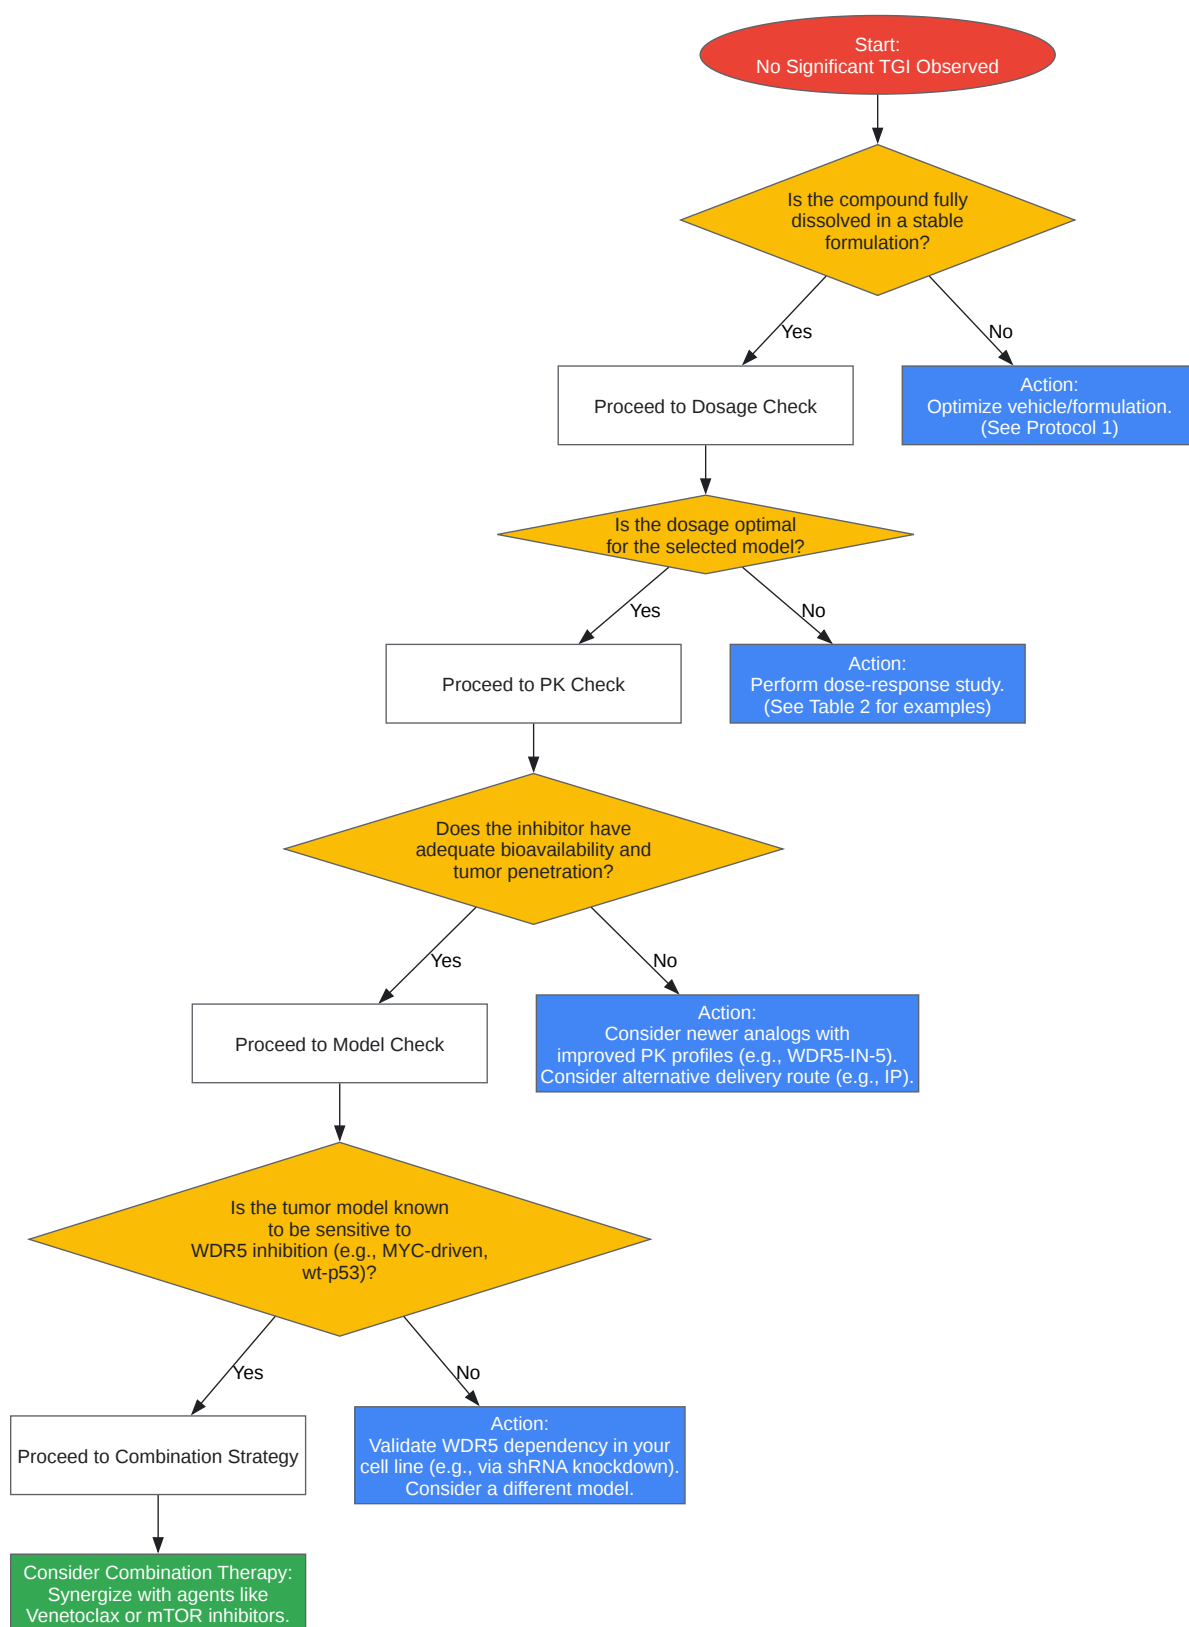 Start:
No Significant TGI Observed
Is the compound fully
dissolved in a stable
formulation?
Yes
No
Proceed to Dosage Check
Action:
Optimize vehicle/formulation.
(See Protocol 1)
Is the dosage optimal
for the selected model?
Yes
No
Proceed to PK Check
Action:
Perform dose-response study.
(See Table 2 for examples)
Does the inhibitor have
adequate bioavailability and
tumor penetration?
Yes
No
Proceed to Model Check
Action:
Consider newer analogs with
improved PK profiles (e.g., WDR5-IN-5).
Consider alternative delivery route (e.g., IP).
Is the tumor model known
to be sensitive to
WDR5 inhibition (e.g., MYC-driven,
wt-p53)?
Yes
No
Proceed to Combination Strategy
Action:
Validate WDR5 dependency in your
cell line (e.g., via shRNA knockdown).
Consider a different model.
Consider Combination Therapy:
Synergize with agents like
Venetoclax or mTOR inhibitors.